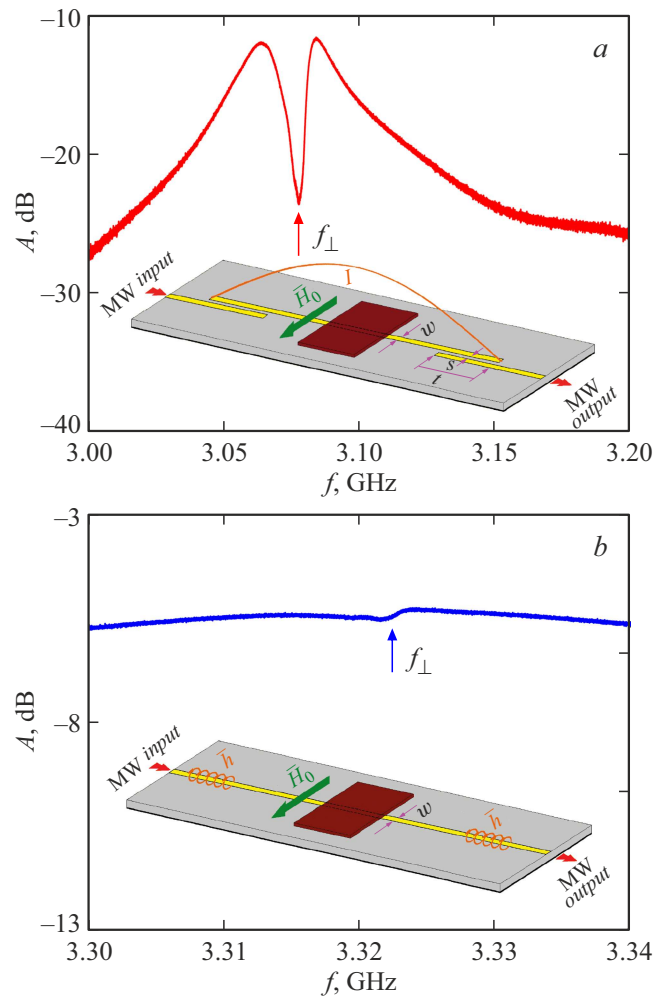 −10
a
−20
A, dB
f⊥
MW input
I
H̄₀
−30
w
s
t
MW output
−40
3.00
3.05
3.10
3.15
3.20
f, GHz
−3
b
f⊥
A, dB
−8
MW input
h̄
H̄₀
w
h̄
MW output
−13
3.30
3.31
3.32
3.33
3.34
f, GHz